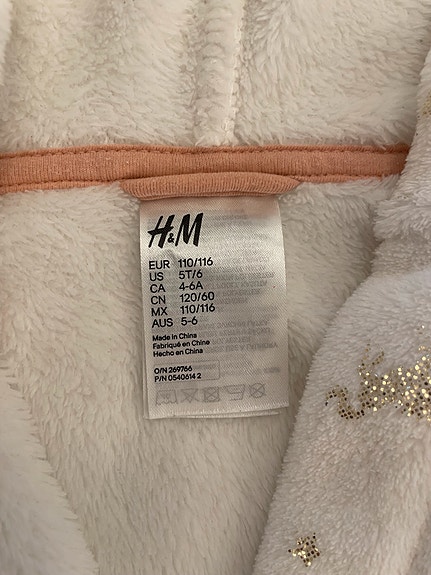 H&M
EUR 110/116
US 5T/6
CA 4-6A
CN 120/60
MX 110/116
AUS 5-6
Made in China
Fabriqué en Chine
Hecho en China
O/N 269766
P/N 0540614 2